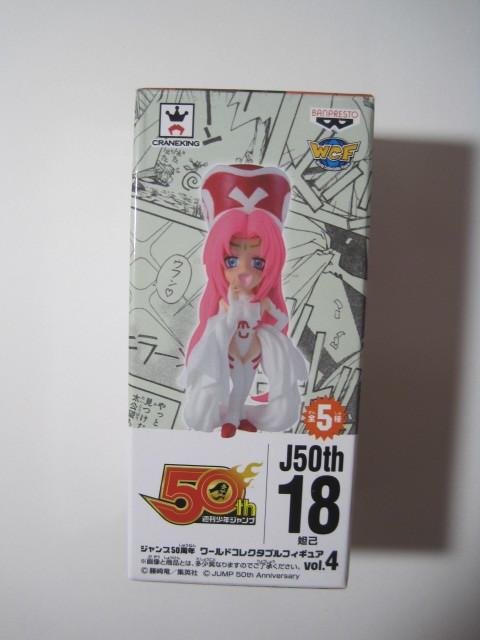 CRANEKING
BANPRESTO
WCF
ウフン♡
全5種
50th
週刊少年ジャンプ
J50th
18
妲己
ジャンプ50周年 ワールドコレクタブルフィギュア vol.4
※画像と商品とは、多少異なりますのでご了承ください。
©藤崎竜／集英社 © JUMP 50th Anniversary